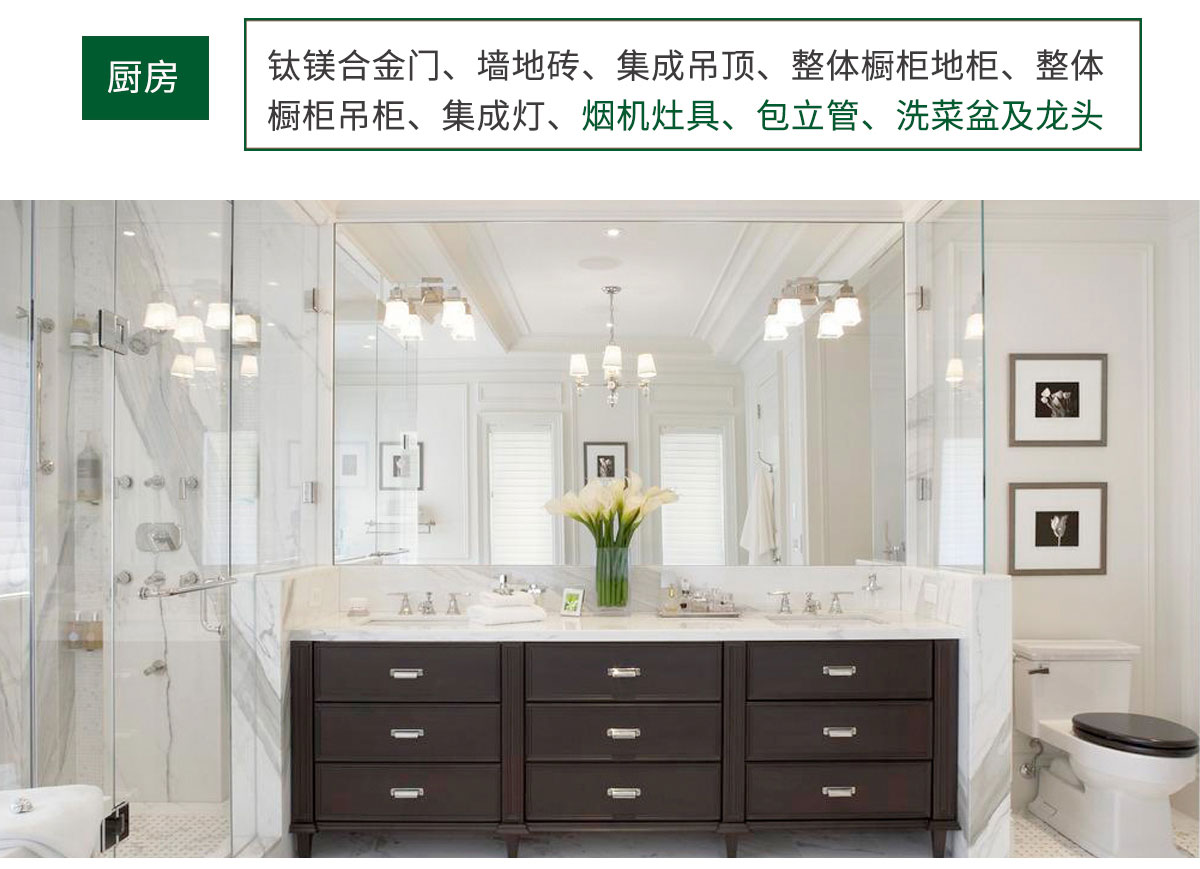 厨房
钛镁合金门、墙地砖、集成吊顶、整体橱柜地柜、整体
橱柜吊柜、集成灯、烟机灶具、包立管、洗菜盆及龙头